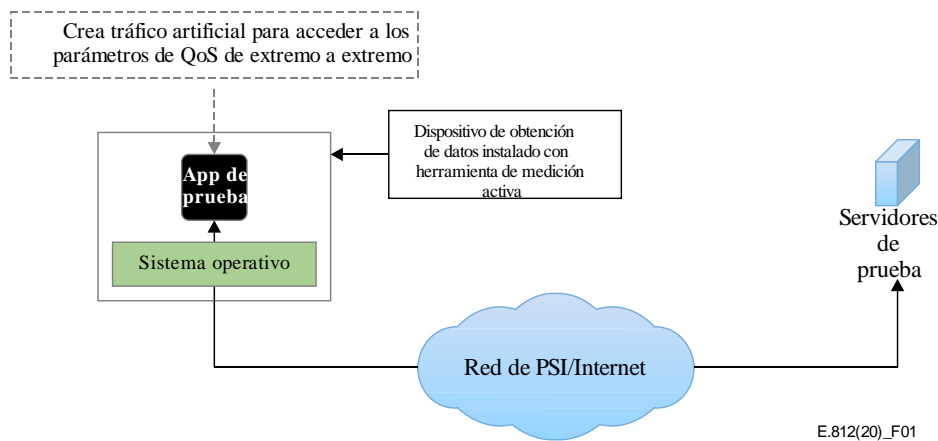 Crea tráfico artificial para acceder a los
parámetros de QoS de extremo a extremo
Dispositivo de obtención
de datos instalado con
herramienta de medición
activa
App de
prueba
Sistema operativo
Servidores
de
prueba
Red de PSI/Internet
E.812(20)_F01